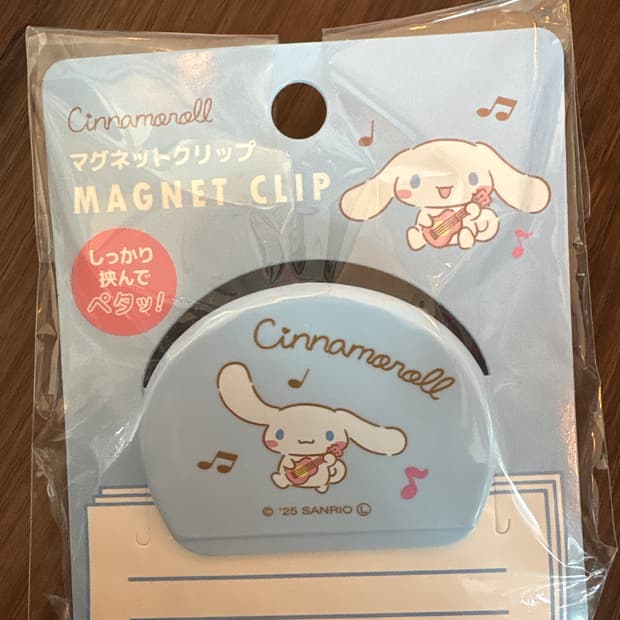 Cinnamoroll
マグネットクリップ
MAGNET CLIP
しっかり
挟んで
ペタッ!
Cinnamoroll
© '25 SANRIO Ⓛ